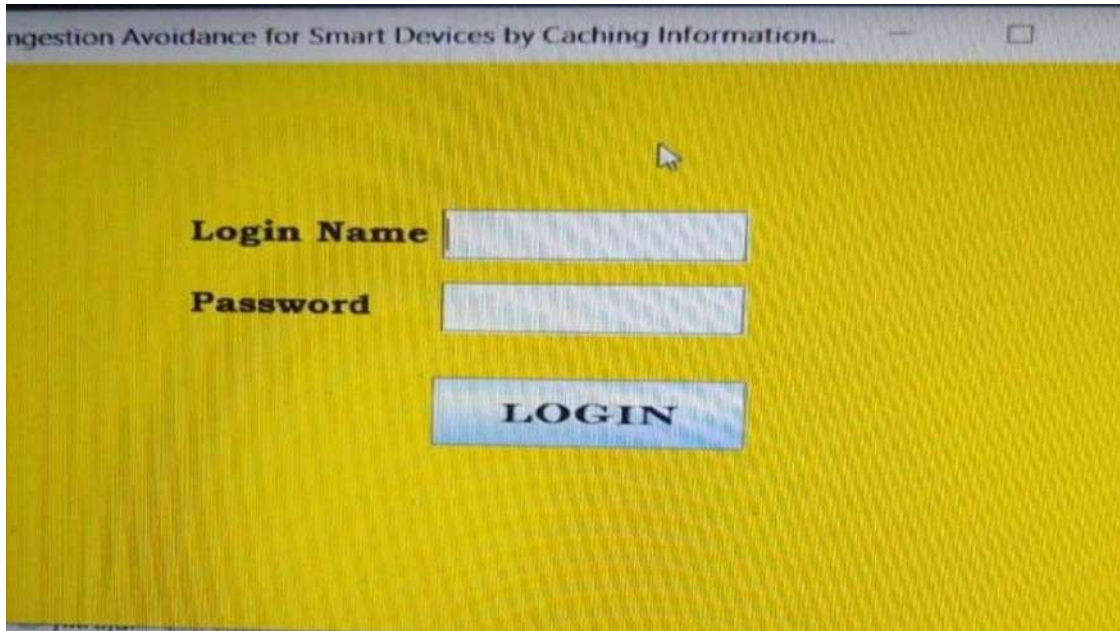 ngestion Avoidance for Smart Devices by Caching Information...
Login Name
Password
LOGIN